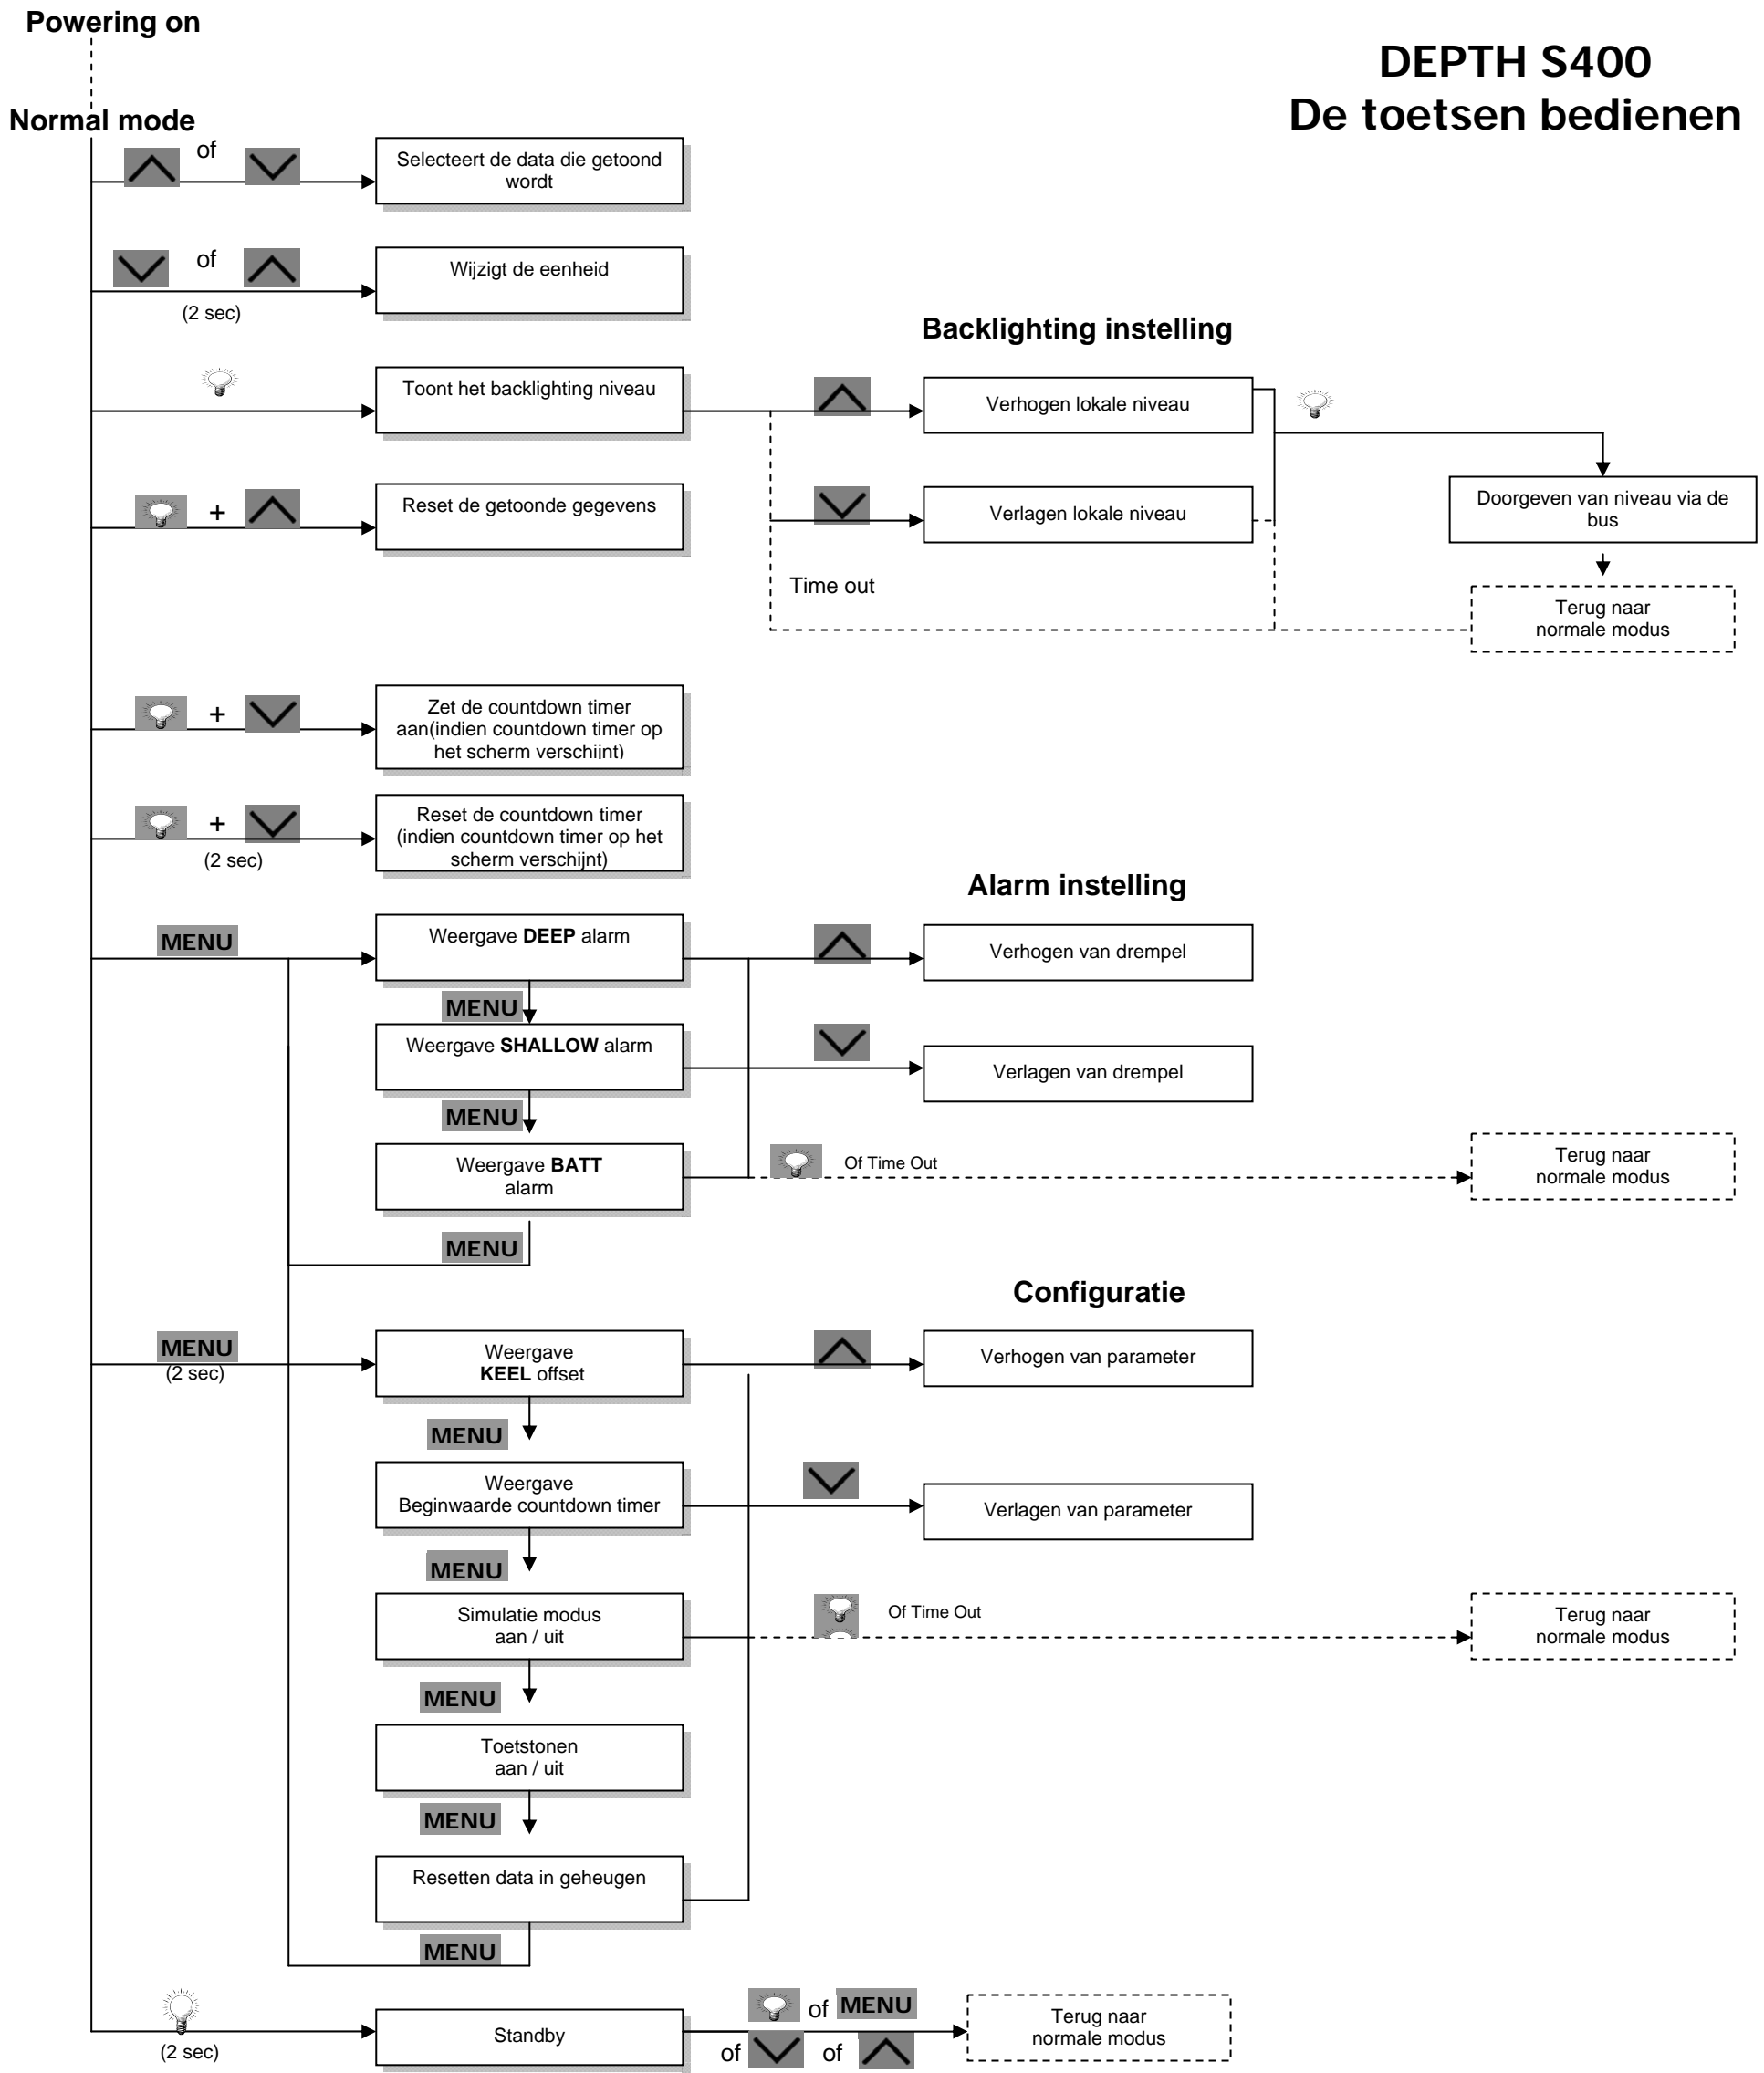 Powering on
DEPTH S400
De toetsen bedienen
Normal mode
of
Selecteert de data die getoond
wordt
of
(2 sec)
Wijzigt de eenheid
Backlighting instelling
Toont het backlighting niveau
Verhogen lokale niveau
+
Reset de getoonde gegevens
Verlagen lokale niveau
Doorgeven van niveau via de
bus
Time out
Terug naar
normale modus
+
Zet de countdown timer
aan(indien countdown timer op
het scherm verschijnt)
+
(2 sec)
Reset de countdown timer
(indien countdown timer op het
scherm verschijnt)
Alarm instelling
MENU
Weergave DEEP alarm
Verhogen van drempel
MENU
Weergave SHALLOW alarm
Verlagen van drempel
MENU
Weergave BATT
alarm
Of Time Out
Terug naar
normale modus
MENU
Configuratie
MENU
(2 sec)
Weergave
KEEL offset
Verhogen van parameter
MENU
Weergave
Beginwaarde countdown timer
Verlagen van parameter
MENU
Simulatie modus
aan / uit
Of Time Out
Terug naar
normale modus
MENU
Toetstonen
aan / uit
MENU
Resetten data in geheugen
MENU
(2 sec)
Standby
of MENU
of of
Terug naar
normale modus